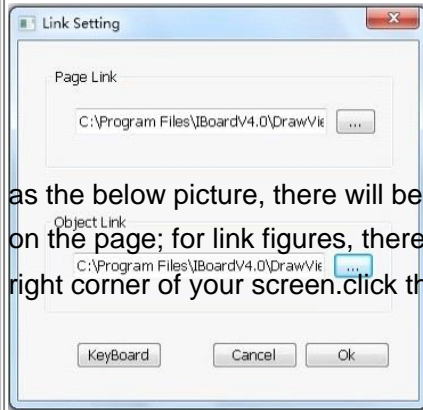 Link Setting
Page Link
C:\Program Files\IBoardV4.0\DrawVie
...
as the below picture, there will be
Object Link
on the page; for link figures, there
C:\Program Files\IBoardV4.0\DrawVie
...
right corner of your screen.click th
KeyBoard Cancel Ok